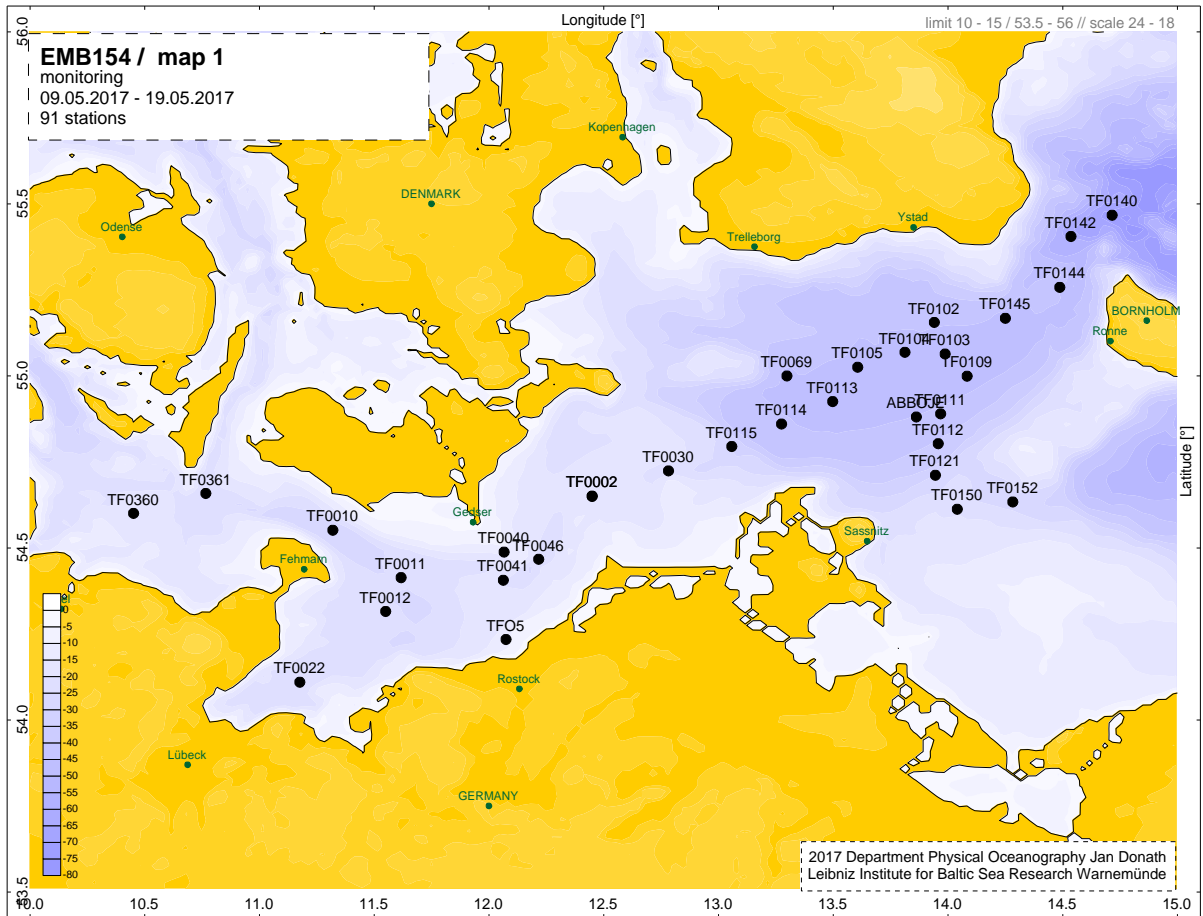 Longitude [°]
limit 10 - 15 / 53.5 - 56 // scale 24 - 18
EMB154 / map 1
monitoring
09.05.2017 - 19.05.2017
91 stations
56.0
Kopenhagen
DENMARK
55.5
Odense
Trelleborg
Ystad
TF0140
TF0142
TF0144
TF0145
BORNHOLM
Ronne
TF0102
TF0104
TF0103
TF0105
TF0109
TF0069
55.0
TF0113
ABBOJE
TF0111
TF0114
TF0112
TF0115
TF0030
TF0121
Latitude [°]
TF0361
TF0360
TF0002
TF0150
TF0152
Gedser
TF0010
54.5
TF0040
TF0046
Sassnitz
Fehmarn
TF0011
TF0041
TF0012
TFO5
TF0022
Rostock
54.0
Lübeck
GERMANY
0
-5
-10
-15
-20
-25
-30
-35
-40
-45
-50
-55
-60
-65
-70
-75
-80
2017 Department Physical Oceanography Jan Donath
Leibniz Institute for Baltic Sea Research Warnemünde
53.5
10.0 10.5 11.0 11.5 12.0 12.5 13.0 13.5 14.0 14.5 15.0